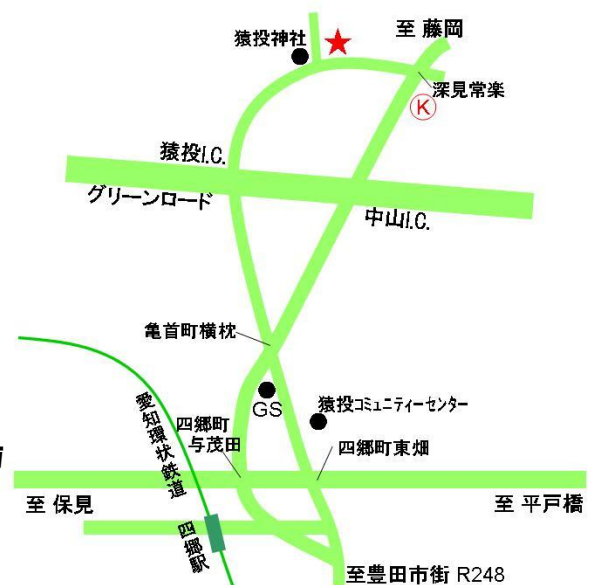 至 藤岡
猿投神社
深見常楽
K
猿投I.C.
グリーンロード
中山I.C.
亀首町横枕
GS
猿投コミュニティーセンター
愛知環状鉄道
四郷町
与茂田
四郷町東畑
至 保見
至 平戸橋
四郷駅
至豊田市街 R248